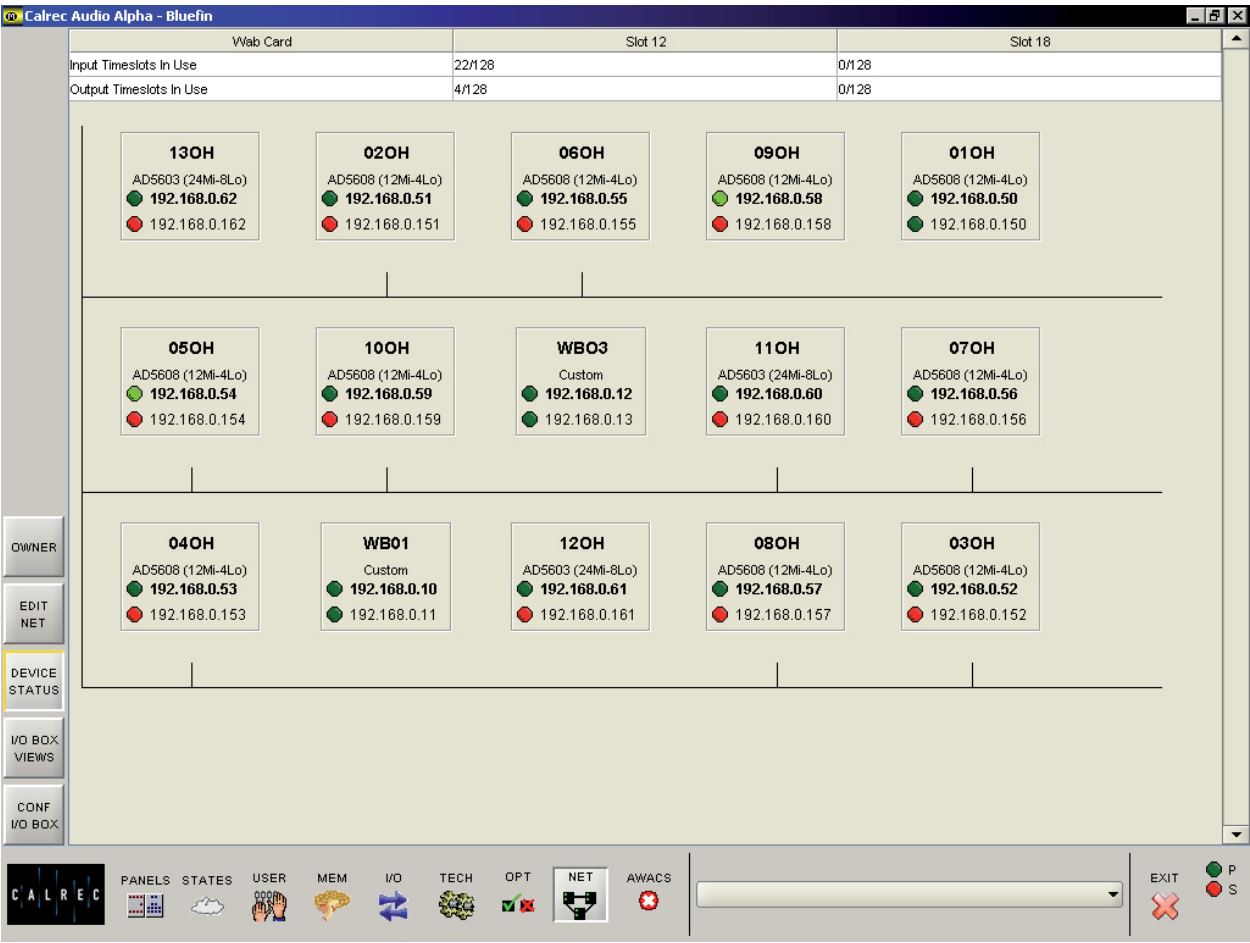 Calrec Audio Alpha - Bluefin
Wab Card Slot 12 Slot 18
Input Timeslots In Use 22/128 0/128
Output Timeslots In Use 4/128 0/128
13OH 02OH 06OH 09OH 01OH
AD5603 (24Mi-8Lo) AD5608 (12Mi-4Lo) AD5608 (12Mi-4Lo) AD5608 (12Mi-4Lo) AD5608 (12Mi-4Lo)
192.168.0.62 192.168.0.51 192.168.0.55 192.168.0.58 192.168.0.50
192.168.0.162 192.168.0.151 192.168.0.155 192.168.0.158 192.168.0.150
05OH 10OH WBO3 11OH 07OH
AD5608 (12Mi-4Lo) AD5608 (12Mi-4Lo) Custom AD5603 (24Mi-8Lo) AD5608 (12Mi-4Lo)
192.168.0.54 192.168.0.59 192.168.0.12 192.168.0.60 192.168.0.56
192.168.0.154 192.168.0.159 192.168.0.13 192.168.0.160 192.168.0.156
04OH WB01 12OH 08OH 03OH
AD5608 (12Mi-4Lo) Custom AD5603 (24Mi-8Lo) AD5608 (12Mi-4Lo) AD5608 (12Mi-4Lo)
192.168.0.53 192.168.0.10 192.168.0.61 192.168.0.57 192.168.0.52
192.168.0.153 192.168.0.11 192.168.0.161 192.168.0.157 192.168.0.152
OWNER
EDIT
NET
DEVICE
STATUS
I/O BOX
VIEWS
CONF
I/O BOX
CALREC
PANELS STATES USER MEM I/O TECH OPT NET AWACS
EXIT
P
S